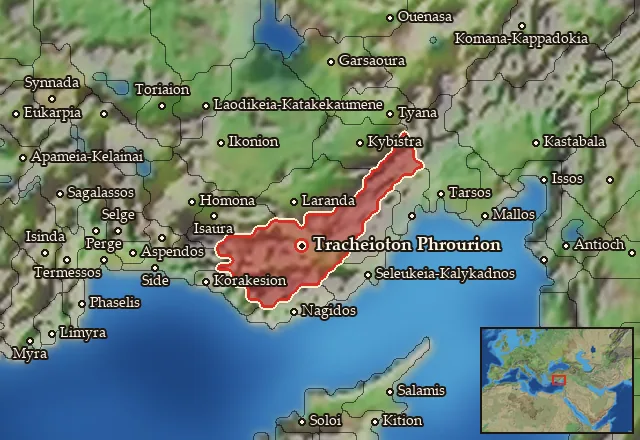 Ouenasa
Komana-Kappadokia
Garsaoura
Synnada
Toriaion
Laodikeia-Katakekaumene
Tyana
Eukarpia
Ikonion
Kybistra
Kastabala
Apameia-Kelainai
Issos
Sagalassos
Homona
Laranda
Tarsos
Selge
Isaura
Mallos
Isinda
Perge
Aspendos
Tracheioton Phrourion
Antioch
Termessos
Side
Korakesion
Seleukeia-Kalykadnos
Phaselis
Nagidos
Limyra
Myra
Salamis
Soloi
Kition